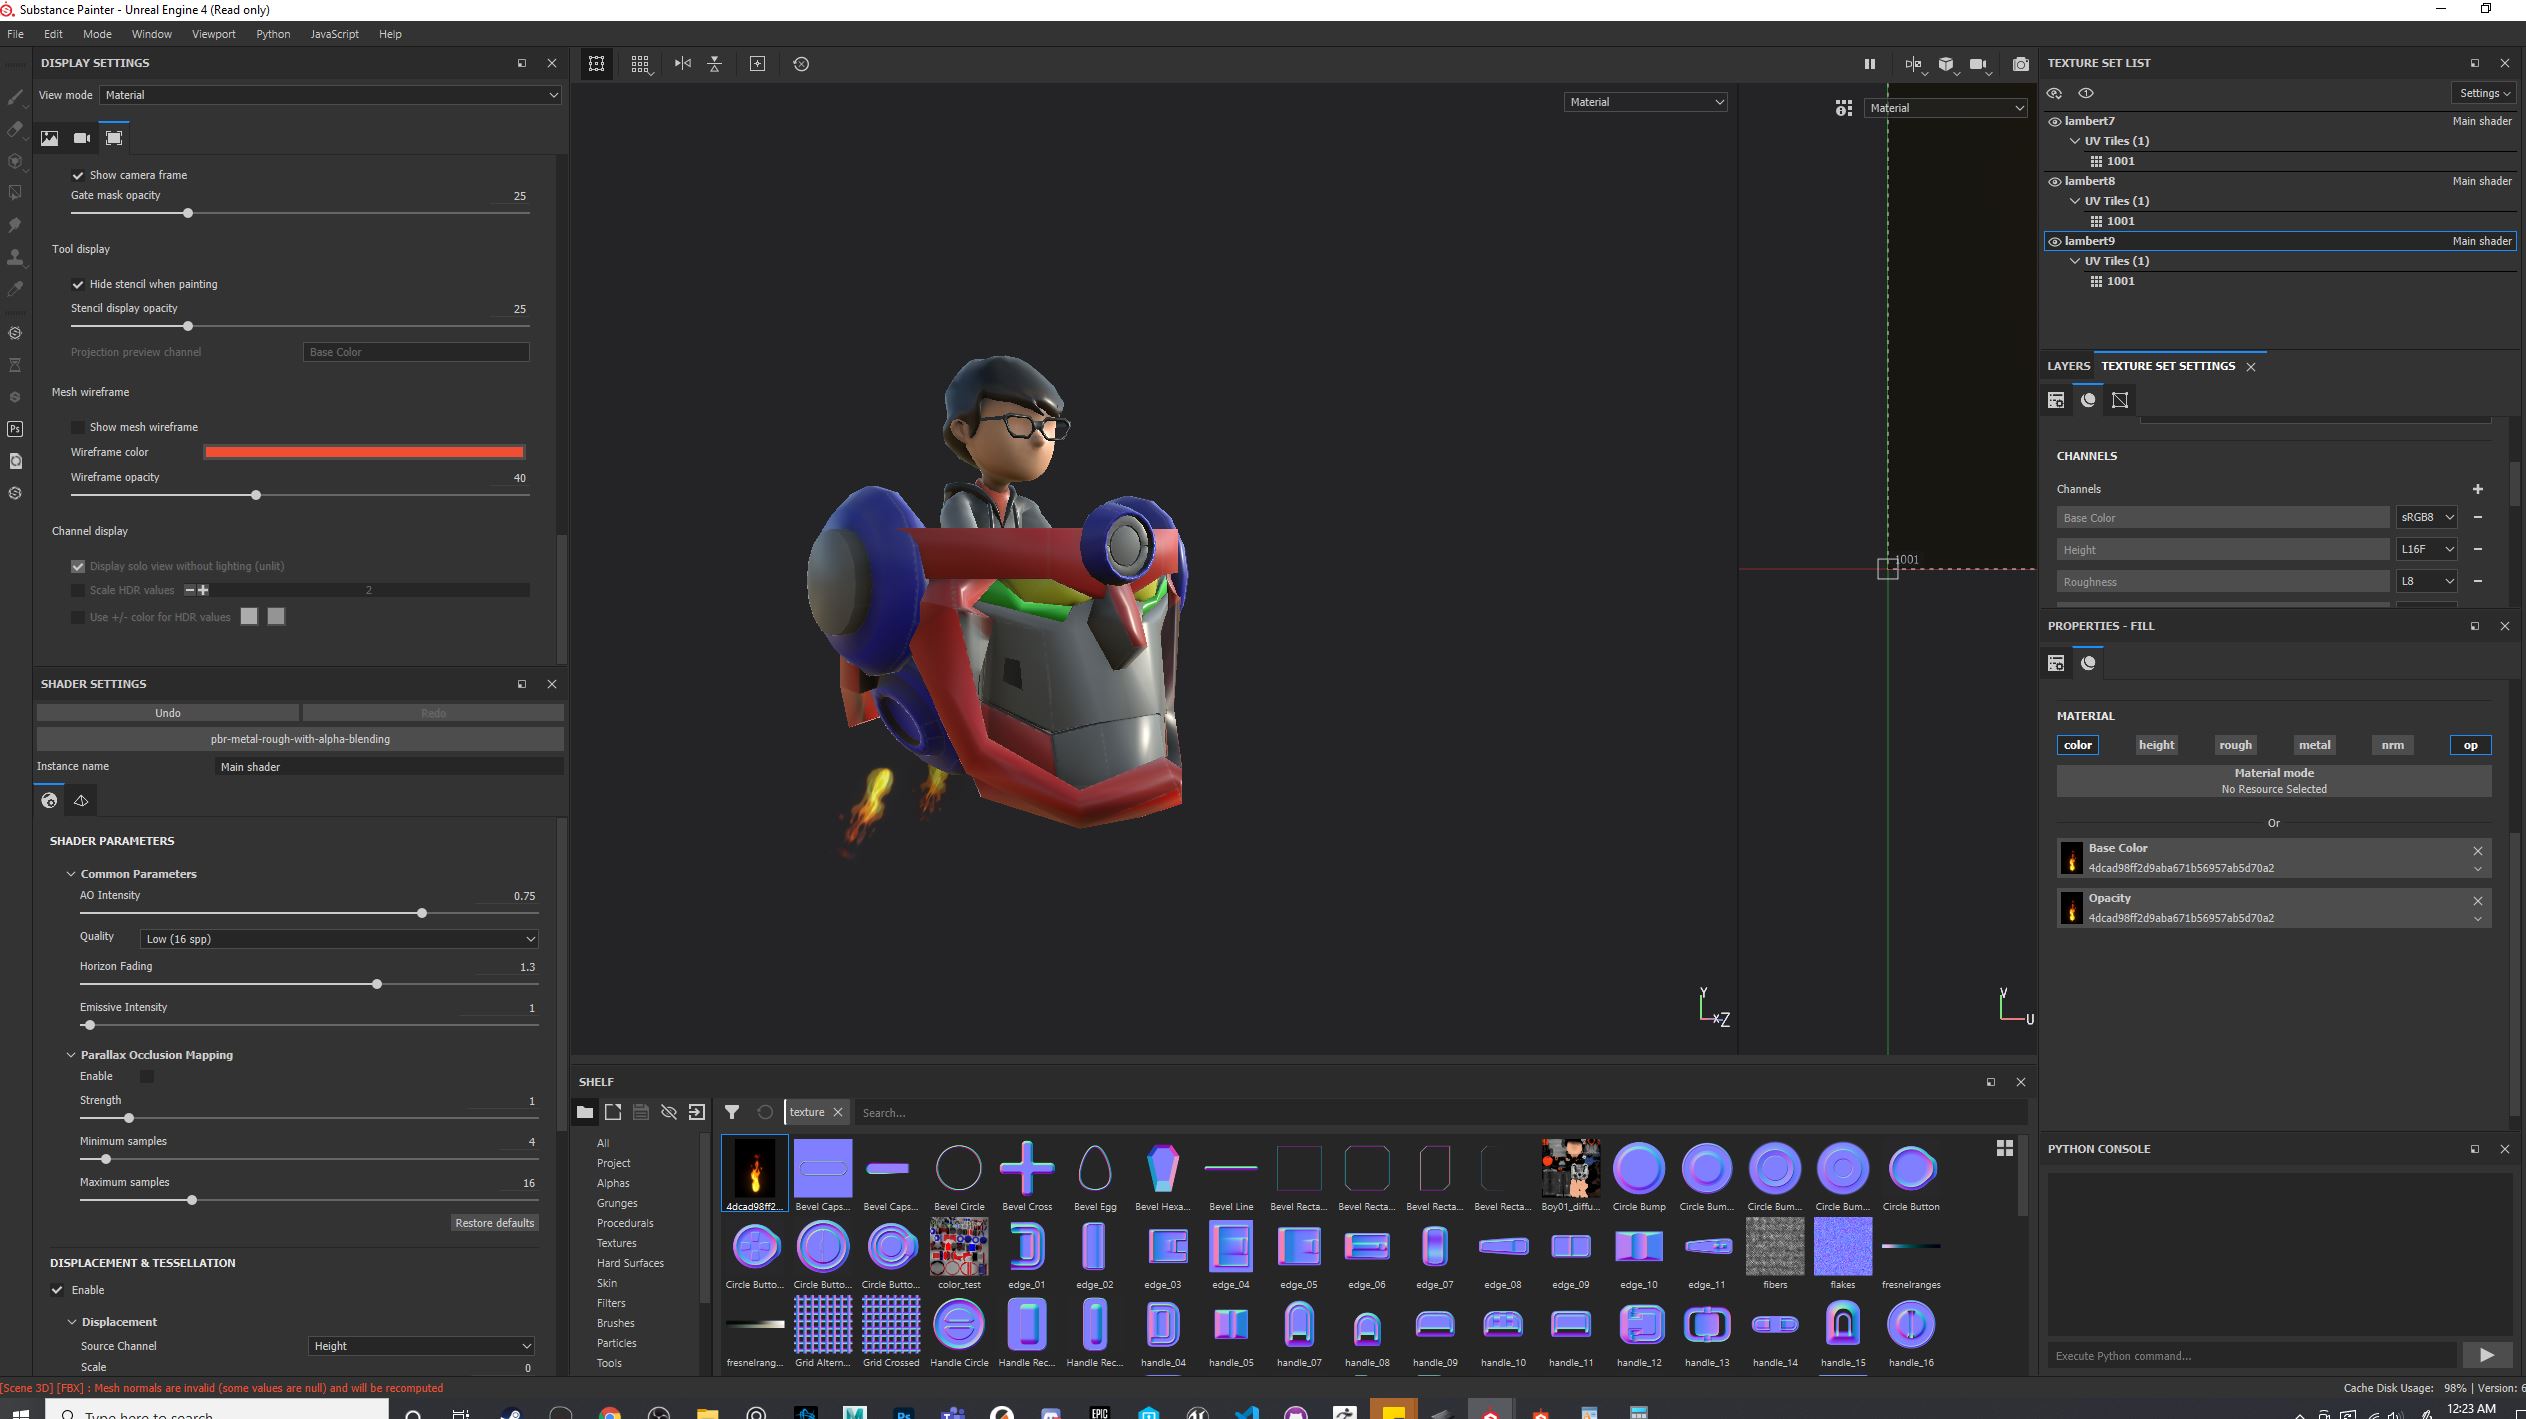 Substance Painter - Unreal Engine 4 (Read only)
File Edit Mode Window Viewport Python JavaScript Help
DISPLAY SETTINGS
View mode Material
Show camera frame
Gate mask opacity 25
Tool display
Hide stencil when painting
Stencil display opacity 25
Projection preview channel Base Color
Mesh wireframe
Show mesh wireframe
Wireframe color
Wireframe opacity 40
Channel display
Display solo view without lighting (unlit)
Scale HDR values 2
Use +/- color for HDR values
SHADER SETTINGS
Undo Redo
pbr-metal-rough-with-alpha-blending
Instance name Main shader
SHADER PARAMETERS
Common Parameters
AO Intensity 0.75
Quality Low (16 spp)
Horizon Fading 1.3
Emissive Intensity 1
Parallax Occlusion Mapping
Enable
Strength 1
Minimum samples 4
Maximum samples 16
Restore defaults
DISPLACEMENT & TESSELLATION
Enable
Displacement
Source Channel Height
Scale 0
Material
Material
1001
Y
X Z
V
U
SHELF
texture Search...
All
Project
Alphas
Grunges
Procedurals
Textures
Hard Surfaces
Skin
Filters
Brushes
Particles
Tools
4dcad98ff2... Bevel Caps... Bevel Caps... Bevel Circle Bevel Cross Bevel Egg Bevel Hexa... Bevel Line Bevel Recta... Bevel Recta... Bevel Recta... Bevel Recta... Boy01_diffu... Circle Bump Circle Bum... Circle Bum... Circle Bum... Circle Button
Circle Butto... Circle Butto... Circle Butto... color_test edge_01 edge_02 edge_03 edge_04 edge_05 edge_06 edge_07 edge_08 edge_09 edge_10 edge_11 fibers flakes fresnelranges
fresnelrang... Grid Altern... Grid Crossed Handle Circle Handle Rec... Handle Rec... handle_04 handle_05 handle_07 handle_08 handle_09 handle_10 handle_11 handle_12 handle_13 handle_14 handle_15 handle_16
TEXTURE SET LIST
Settings
lambert7 Main shader
UV Tiles (1)
1001
lambert8 Main shader
UV Tiles (1)
1001
lambert9 Main shader
UV Tiles (1)
1001
LAYERS TEXTURE SET SETTINGS
CHANNELS
Channels
Base Color sRGB8
Height L16F
Roughness L8
PROPERTIES - FILL
MATERIAL
color height rough metal nrm op
Material mode
No Resource Selected
Or
Base Color
4dcad98ff2d9aba671b56957ab5d70a2
Opacity
4dcad98ff2d9aba671b56957ab5d70a2
PYTHON CONSOLE
Execute Python command...
[Scene 3D] [FBX] : Mesh normals are invalid (some values are null) and will be recomputed
Cache Disk Usage: 98% | Version: 6
Type here to search
Ps
EPIC
12:23 AM